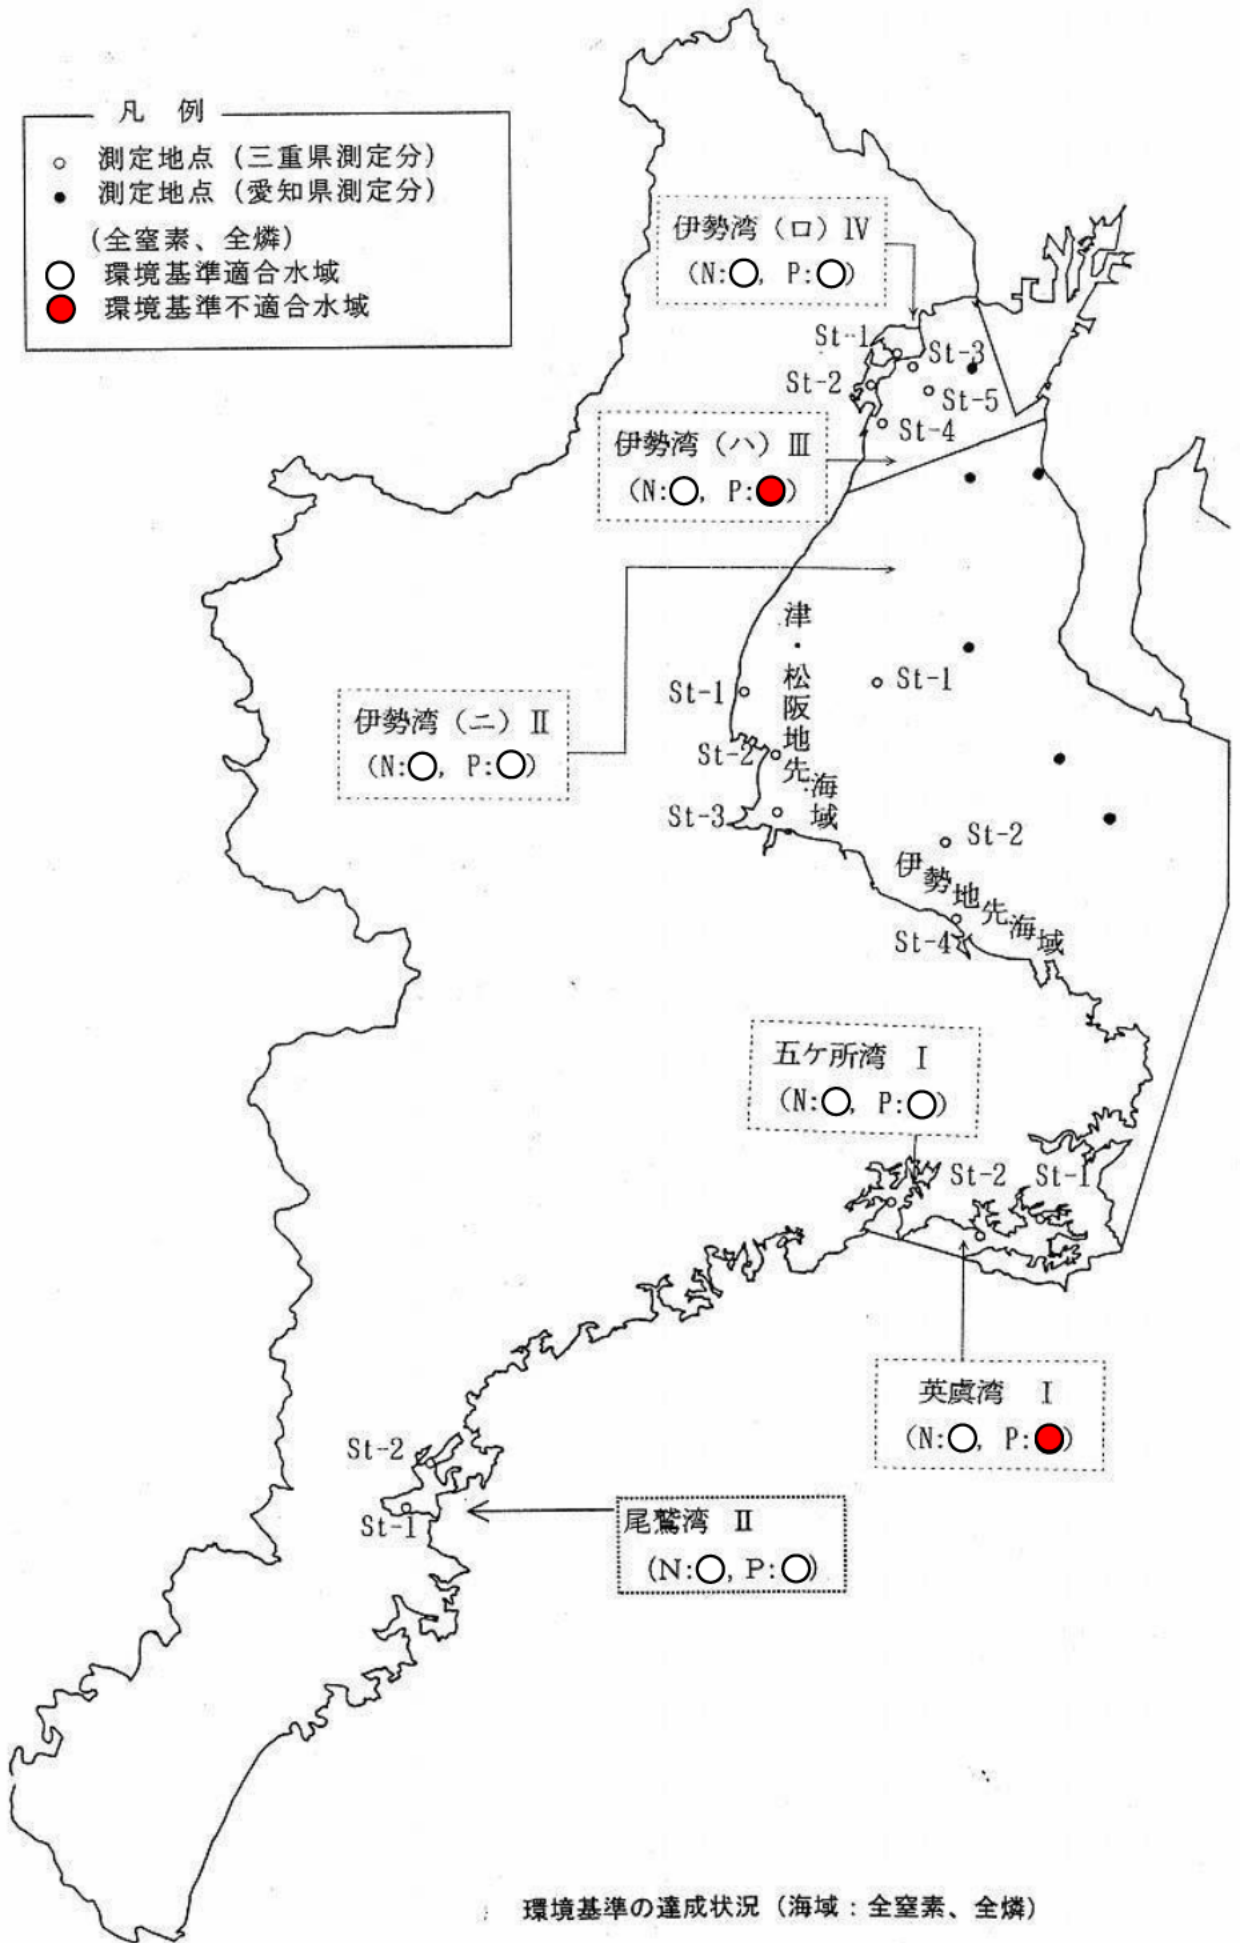 凡 例
○ 測定地点 (三重県測定分)
● 測定地点 (愛知県測定分)
(全窒素、全燐)
○ 環境基準適合水域
● 環境基準不適合水域
伊勢湾 (ロ) Ⅳ
(N:○, P:○)
St-1
St-3
St-2
St-5
St-4
伊勢湾 (ハ) Ⅲ
(N:○, P:●)
津・松阪地先海域
St-1
St-1
伊勢湾 (ニ) Ⅱ
(N:○, P:○)
St-2
St-3
St-2
伊勢地先海域
St-4
五ケ所湾 Ⅰ
(N:○, P:○)
St-2
St-1
英虞湾 Ⅰ
(N:○, P:●)
St-2
St-1
尾鷲湾 Ⅱ
(N:○, P:○)
環境基準の達成状況 (海域:全窒素、全燐)